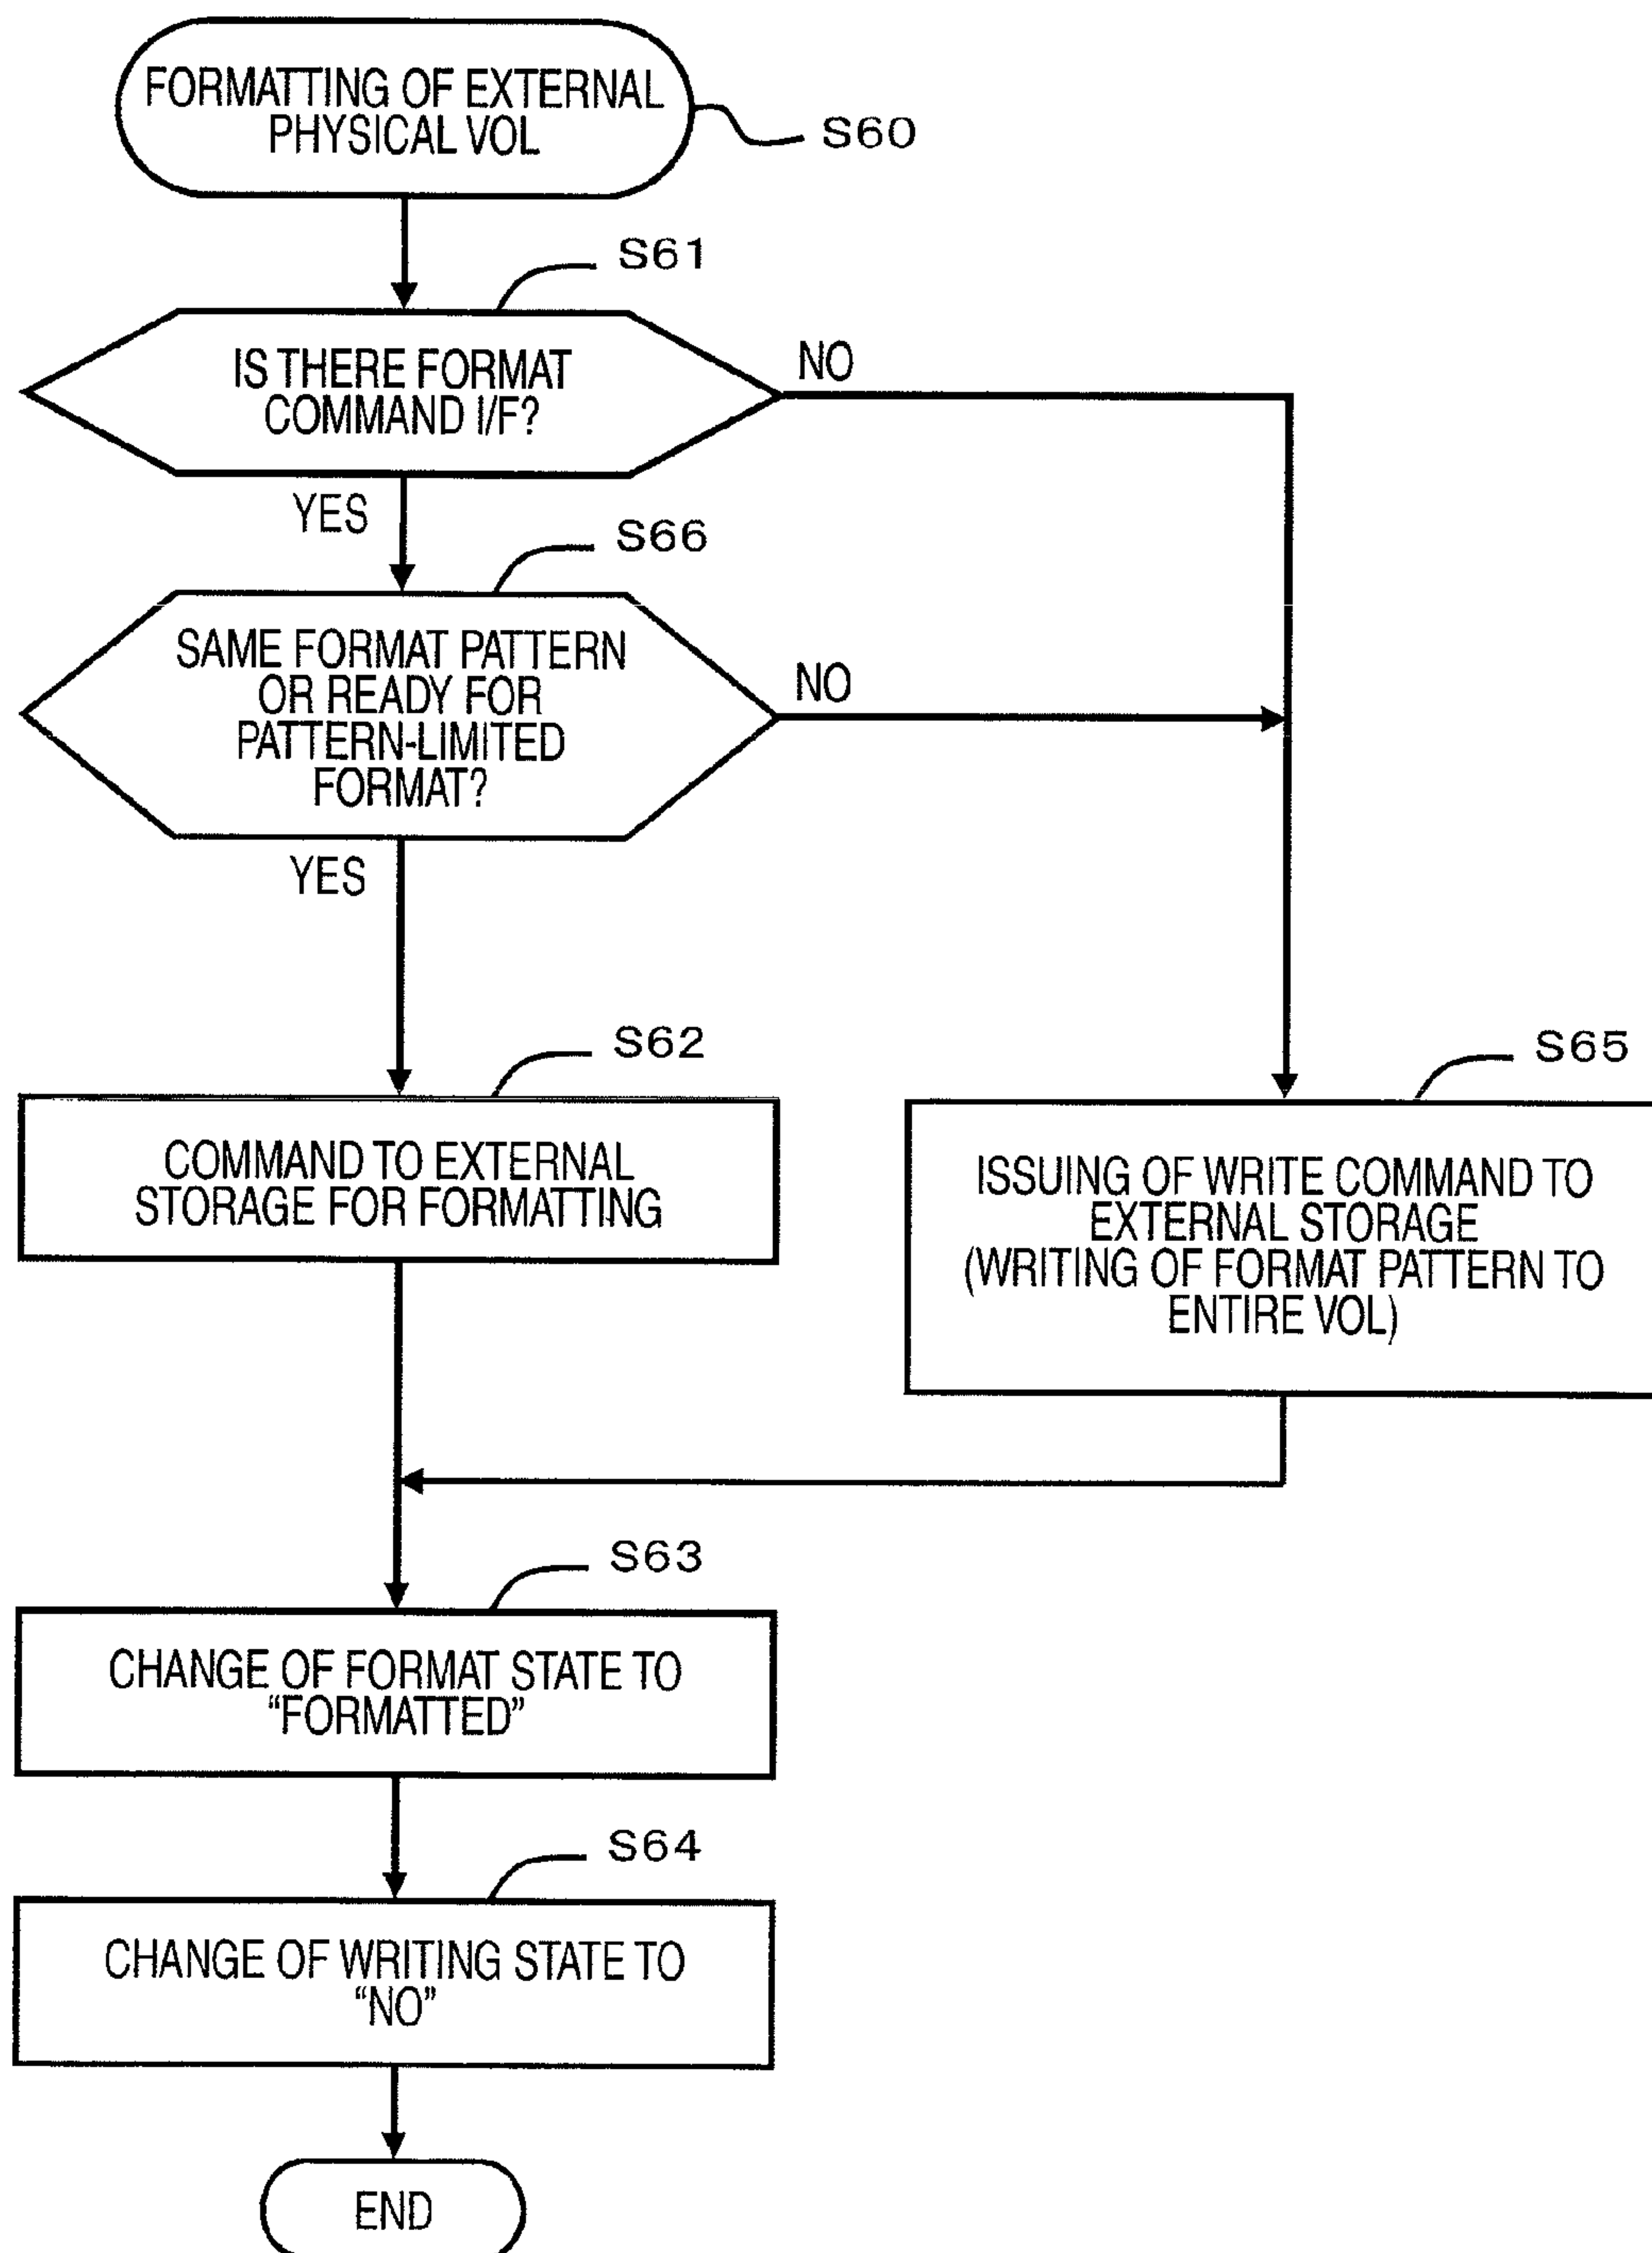 FORMATTING OF EXTERNAL
PHYSICAL VOL
S60
S61
IS THERE FORMAT
COMMAND I/F?
NO
YES
S66
SAME FORMAT PATTERN
OR READY FOR
PATTERN-LIMITED
FORMAT?
NO
YES
S62
COMMAND TO EXTERNAL
STORAGE FOR FORMATTING
S65
ISSUING OF WRITE COMMAND TO
EXTERNAL STORAGE
(WRITING OF FORMAT PATTERN TO
ENTIRE VOL)
S63
CHANGE OF FORMAT STATE TO
“FORMATTED”
S64
CHANGE OF WRITING STATE TO
“NO”
END